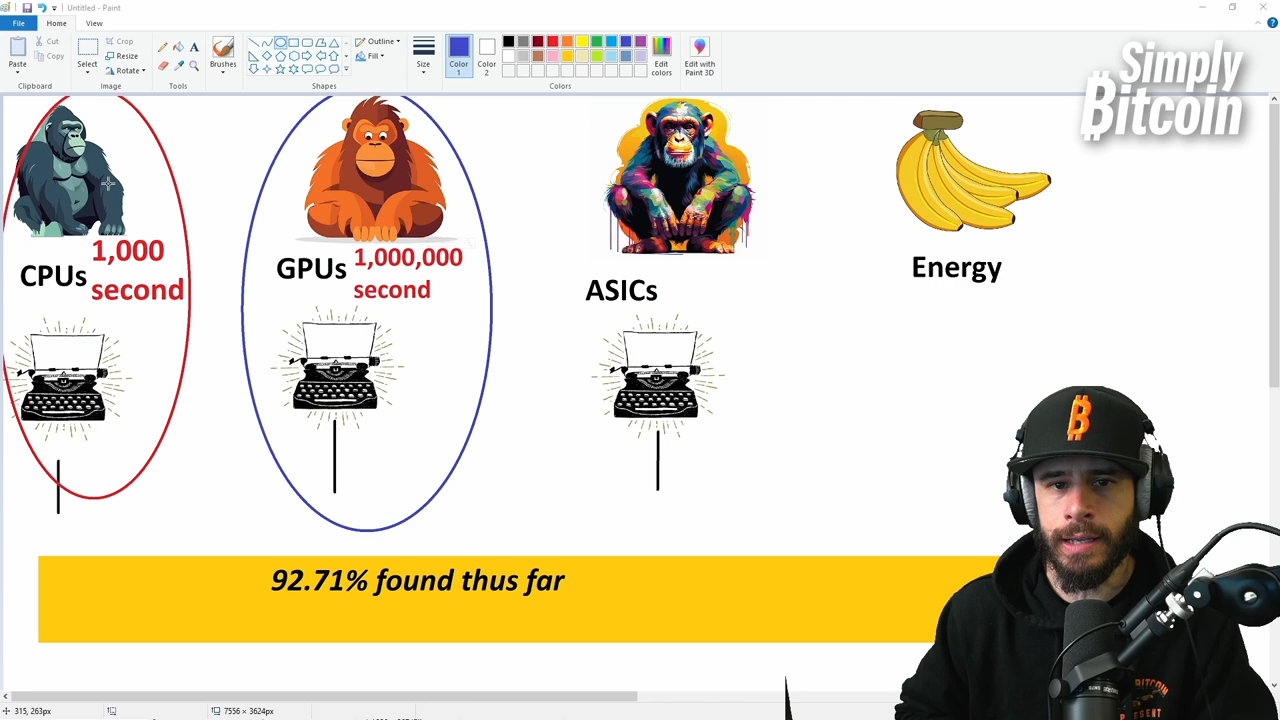 Untitled - Paint
File
Home
View
Paste
Cut
Copy
Clipboard
Select
Crop
Resize
Rotate
Image
Tools
Brushes
Outline
Fill
Shapes
Size
Color
1
Color
2
Edit
colors
Colors
Edit with
Paint 3D
Simply
Bitcoin
CPUs
1,000
second
GPUs
1,000,000
second
ASICs
Energy
92.71% found thus far
BITCOIN
315, 263px
7556 × 3624px